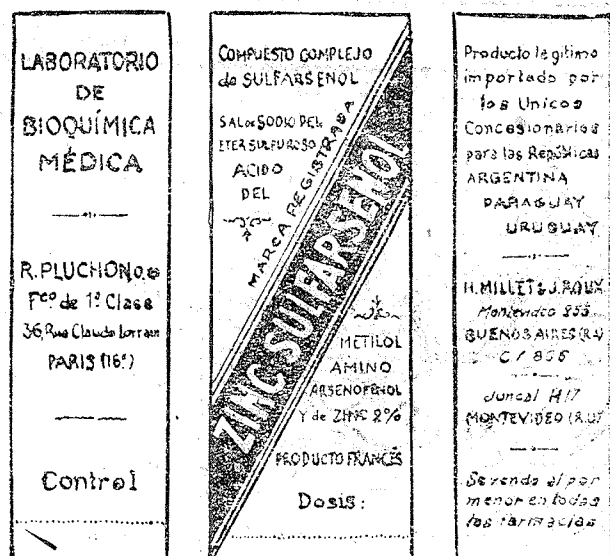 LABORATORIO
DE
BIOQUÍMICA
MÉDICA
R. PLUCHON
Fco de 1ª Clase
36, Rue Claude Lorrain
PARIS (16e)
Control
COMPUESTO COMPLEJO
de SULFARSENOL
SAL de SODIO DEL
ETER SULFUROSO
ACIDO
DEL
MARCA REGISTRADA
ZINC SULFARSENOL
METILOL
AMINO
ARSENOFENOL
Y de ZINC 2%
PRODUCTO FRANCÉS
Dosis:
Producto legitimo
importado por
los Unicos
Concesionarios
para las Repúblicas
ARGENTINA
PARAGUAY
URUGUAY
H. MILLET & J. ROUX
Montevideo
BUENOS AIRES (R.A)
Juncal
MONTEVIDEO (R.U)
Se vende al por
menor en todas
las farmacias